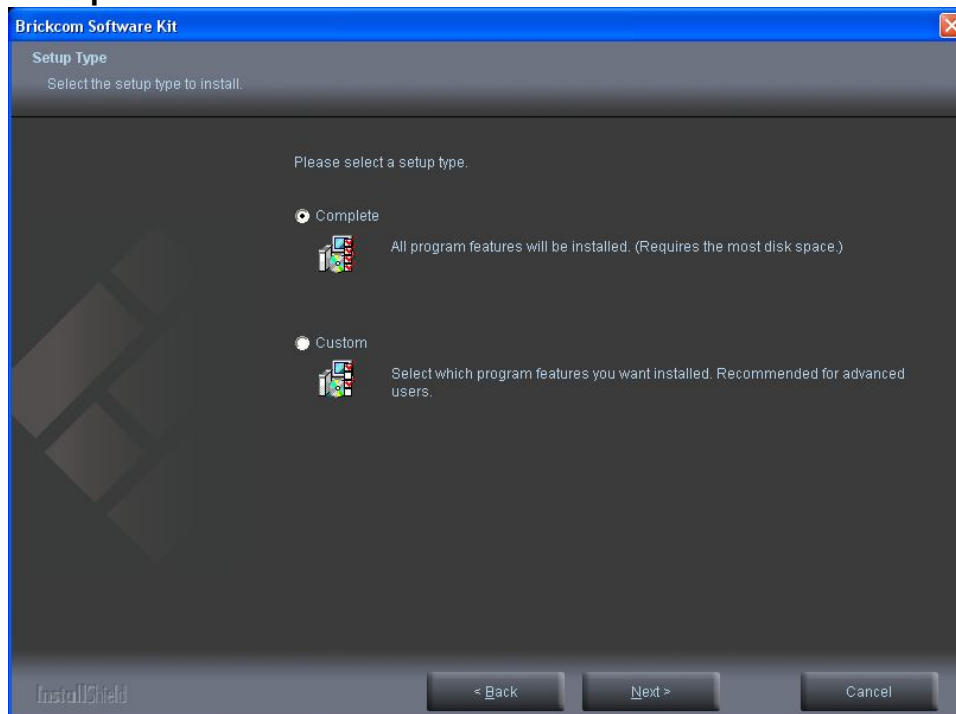 Brickcom Software Kit
Setup Type
Select the setup type to install.
Please select a setup type.
Complete
All program features will be installed. (Requires the most disk space.)
Custom
Select which program features you want installed. Recommended for advanced
users.
InstallShield
< Back
Next >
Cancel